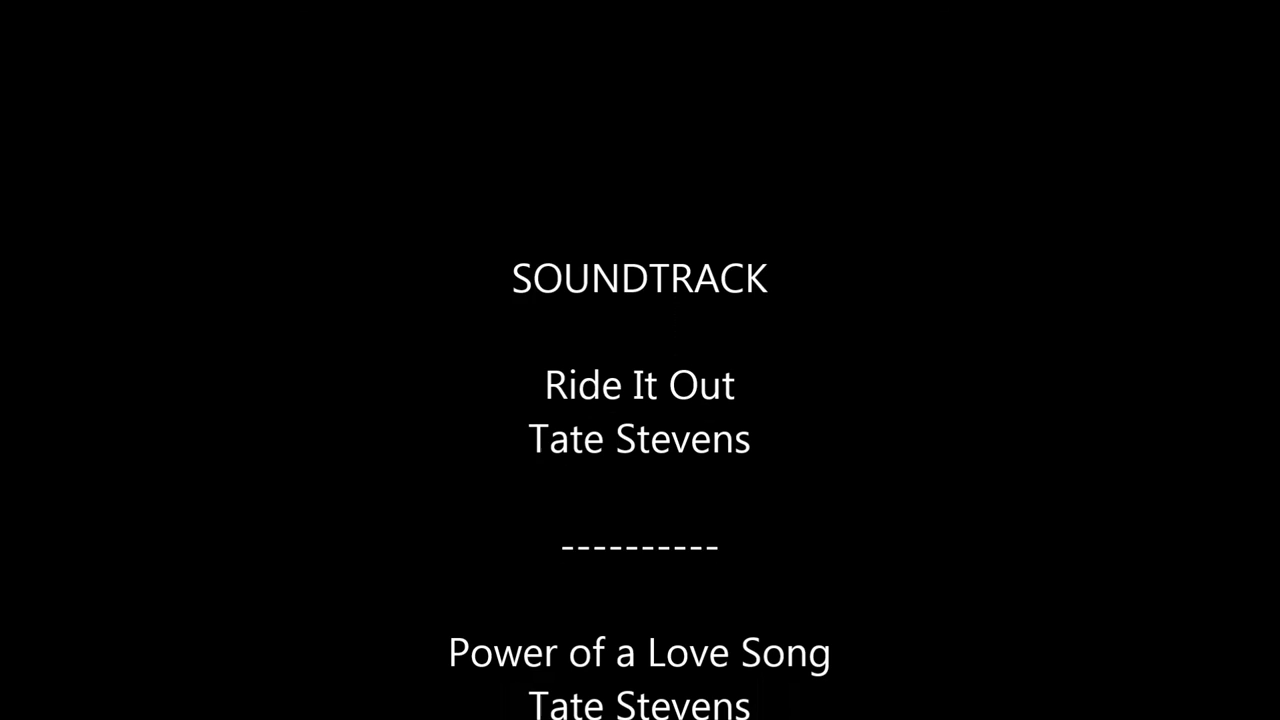 SOUNDTRACK
Ride It Out
Tate Stevens
----------
Power of a Love Song
Tate Stevens